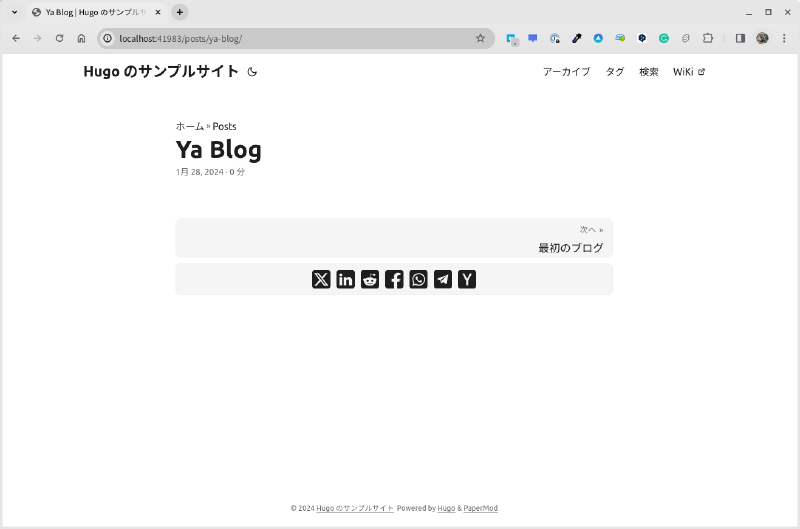 Ya Blog | Hugo のサンプルサ
localhost:41983/posts/ya-blog/
Hugo のサンプルサイト
アーカイブ タグ 検索 WiKi
ホーム » Posts
Ya Blog
1月 28, 2024 · 0 分
次へ »
最初のブログ
© 2024 Hugo のサンプルサイト Powered by Hugo & PaperMod